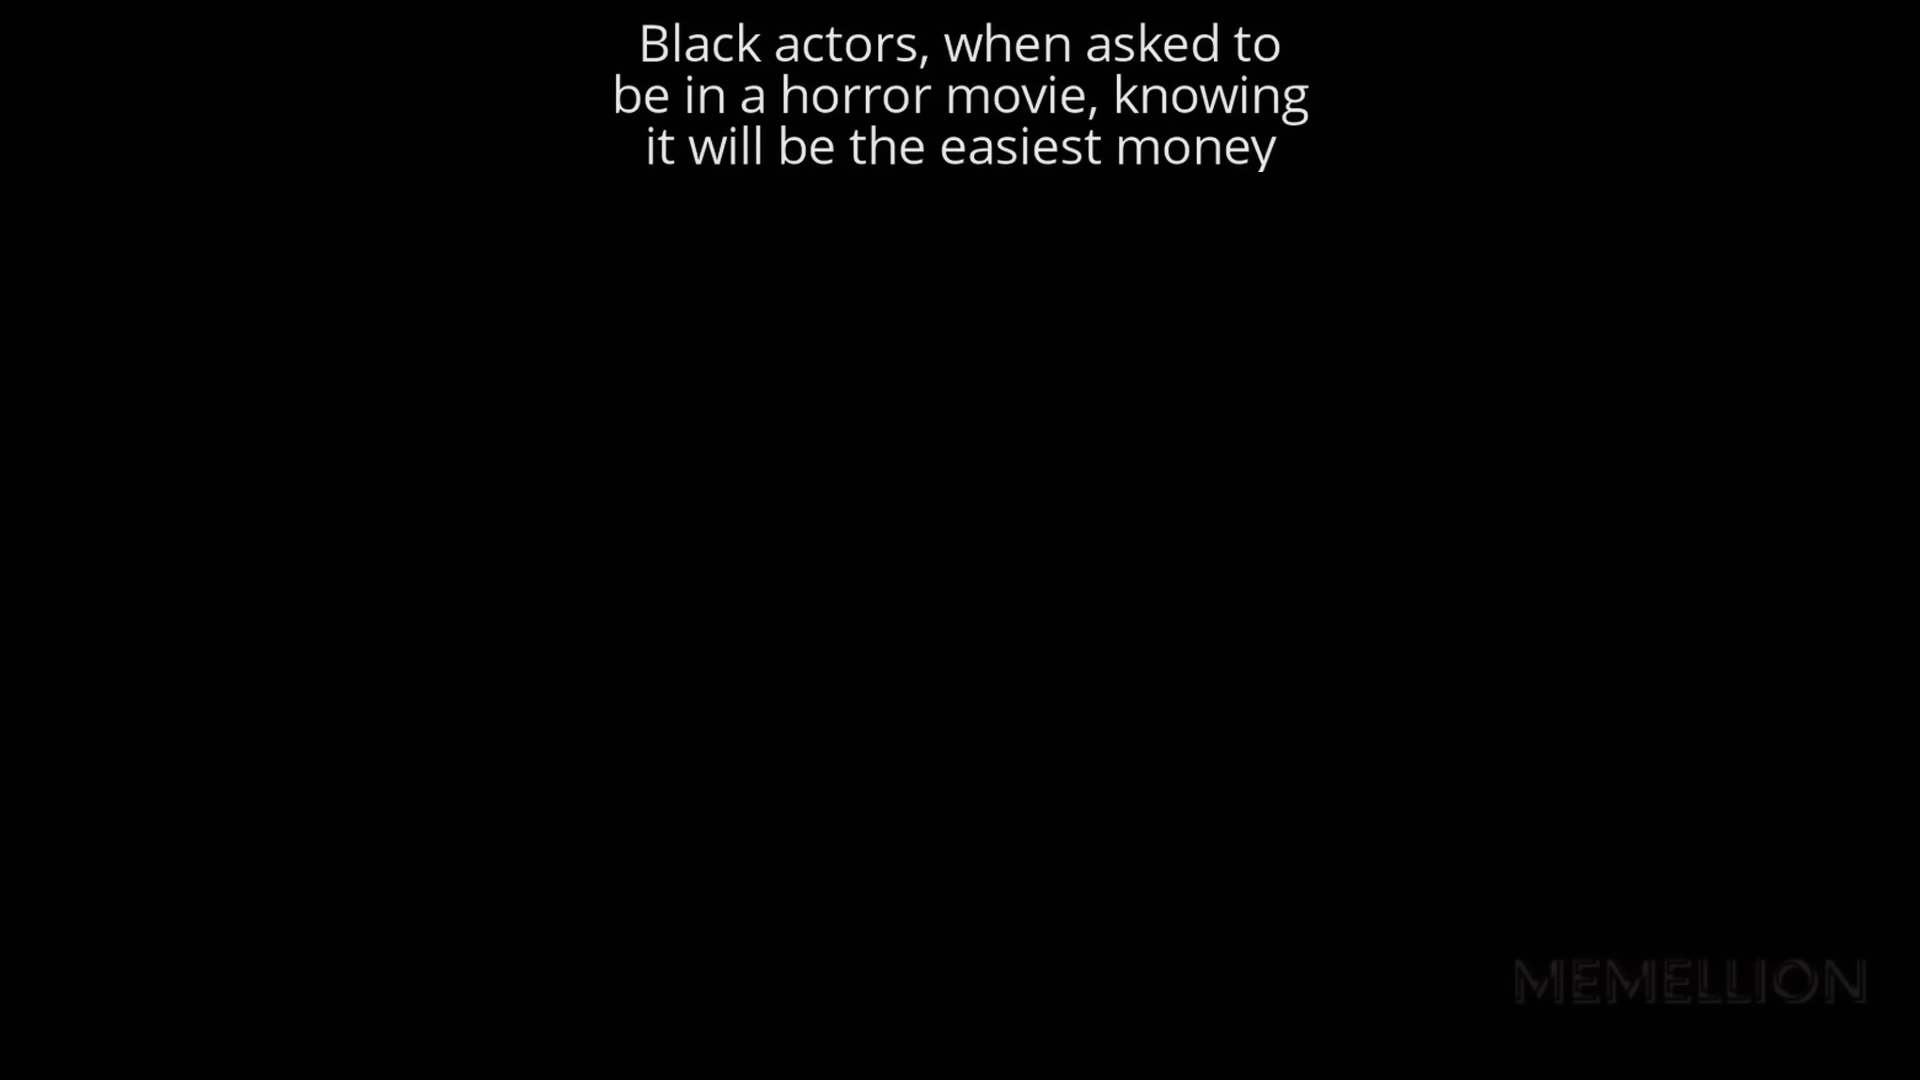 Black actors, when asked to
be in a horror movie, knowing
it will be the easiest money
MEMELLION